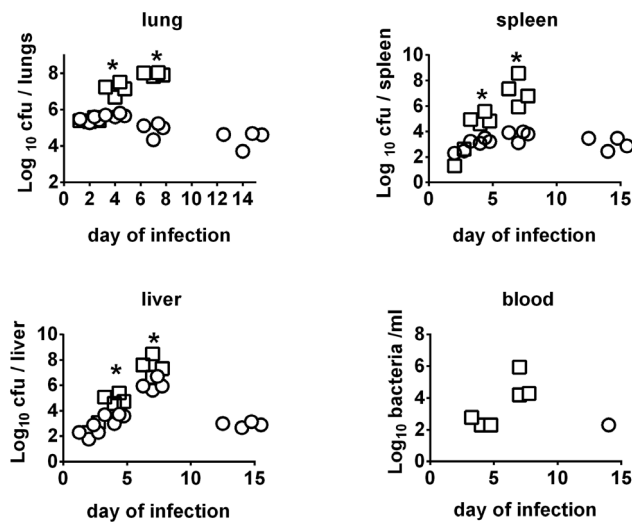 lung
Log 10 cfu / lungs
*
*
8
6
4
2
0 2 4 6 8 10 12 14
day of infection
spleen
Log 10 cfu / spleen
*
*
10
8
6
4
2
0
0 5 10 15
day of infection
liver
Log10 cfu / liver
*
*
10
8
6
4
2
0
0 5 10 15
day of infection
blood
Log10 bacteria /ml
8
6
4
2
0
0 5 10 15
day of infection